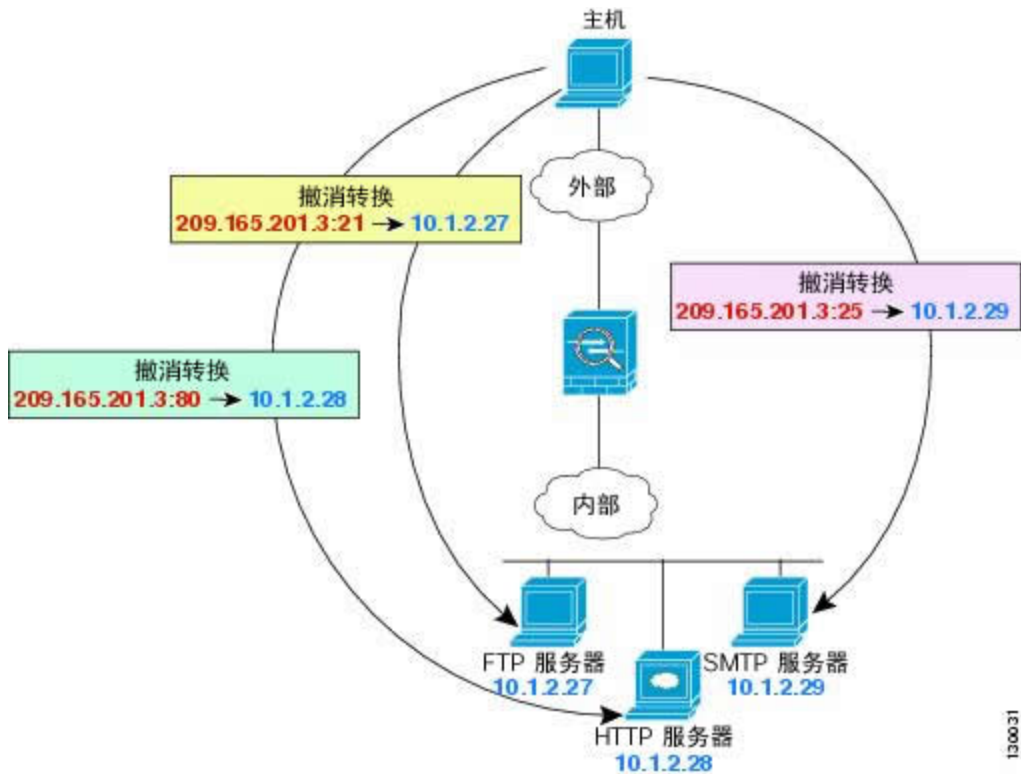 主机
外部
撤消转换
209.165.201.3:21 → 10.1.2.27
撤消转换
209.165.201.3:25 → 10.1.2.29
撤消转换
209.165.201.3:80 → 10.1.2.28
内部
FTP 服务器
10.1.2.27
SMTP 服务器
10.1.2.29
HTTP 服务器
10.1.2.28
130031